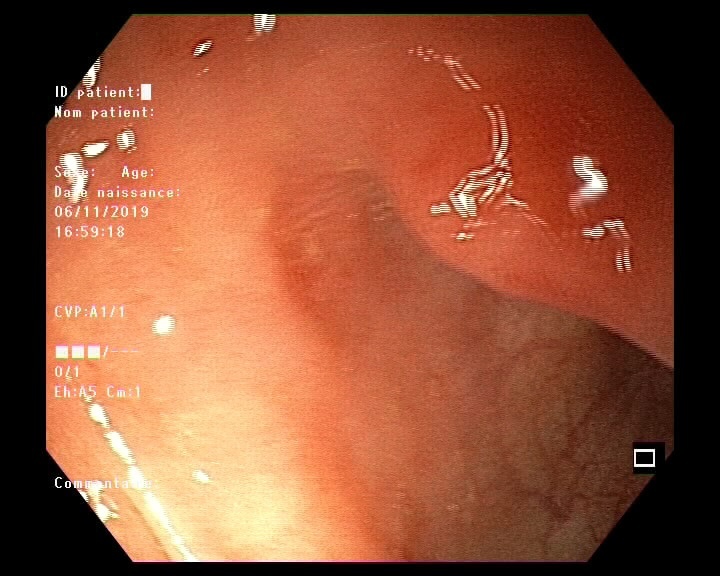 ID patient:
Nom patient:
Sexe: Age:
Date naissance:
06/11/2019
16:59:18
CVP:A1/1
/---
0/1
Eh:A5 Cm:1
Commentaire: